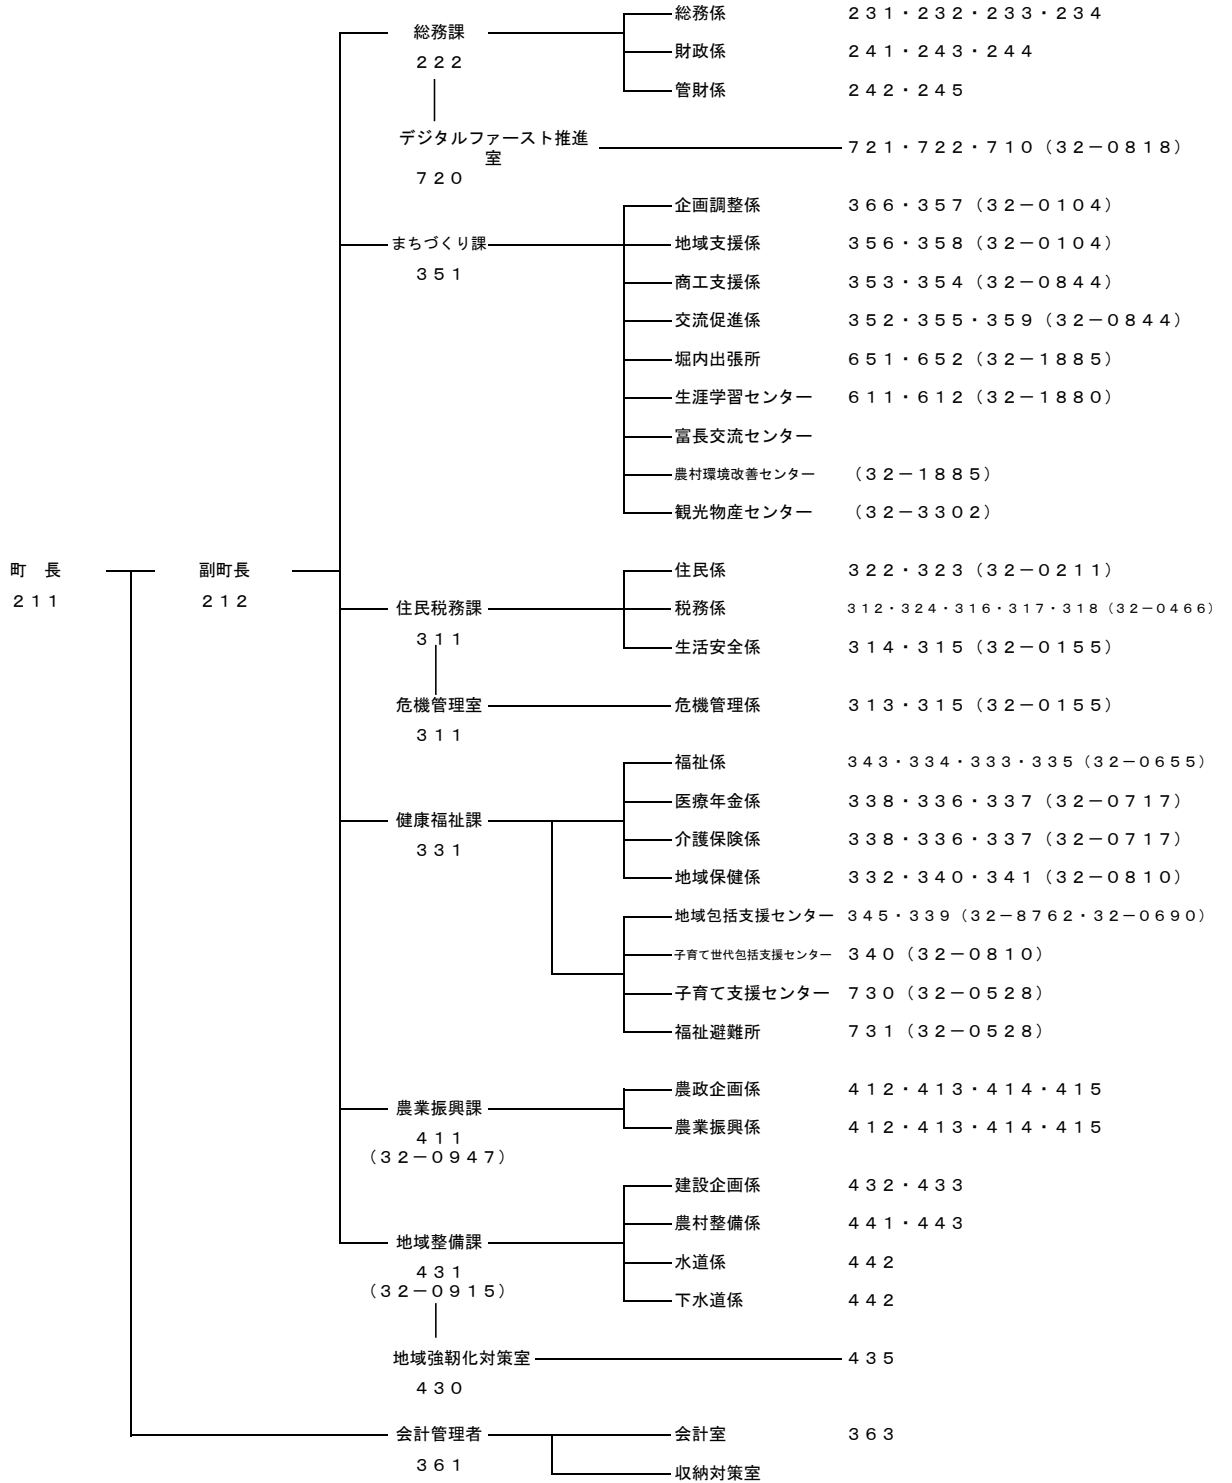 総務係 ２３１・２３２・２３３・２３４
総務課
財政係 ２４１・２４３・２４４
２２２
管財係 ２４２・２４５
デジタルファースト推進
室
７２１・７２２・７１０（３２－０８１８）
７２０
企画調整係 ３６６・３５７（３２－０１０４）
まちづくり課 地域支援係 ３５６・３５８（３２－０１０４）
３５１
商工支援係 ３５３・３５４（３２－０８４４）
交流促進係 ３５２・３５５・３５９（３２－０８４４）
堀内出張所 ６５１・６５２（３２－１８８５）
生涯学習センター ６１１・６１２（３２－１８８０）
富長交流センター
農村環境改善センター （３２－１８８５）
観光物産センター （３２－３３０２）
町　長 副町長 住民係 ３２２・３２３（３２－０２１１）
２１１ ２１２
住民税務課 税務係 ３１２・３２４・３１６・３１７・３１８（３２－０４６６）
３１１
生活安全係 ３１４・３１５（３２－０１５５）
危機管理室 危機管理係 ３１３・３１５（３２－０１５５）
３１１
福祉係 ３４３・３３４・３３３・３３５（３２－０６５５）
医療年金係 ３３８・３３６・３３７（３２－０７１７）
健康福祉課
介護保険係 ３３８・３３６・３３７（３２－０７１７）
３３１
地域保健係 ３３２・３４０・３４１（３２－０８１０）
地域包括支援センター ３４５・３３９（３２－８７６２・３２－０６９０）
子育て世代包括支援センター ３４０（３２－０８１０）
子育て支援センター ７３０（３２－０５２８）
福祉避難所 ７３１（３２－０５２８）
農政企画係 ４１２・４１３・４１４・４１５
農業振興課
農業振興係 ４１２・４１３・４１４・４１５
４１１
（３２－０９４７）
建設企画係 ４３２・４３３
農村整備係 ４４１・４４３
地域整備課
水道係 ４４２
４３１
（３２－０９１５）
下水道係 ４４２
地域強靭化対策室 ４３５
４３０
会計管理者 会計室 ３６３
３６１
収納対策室